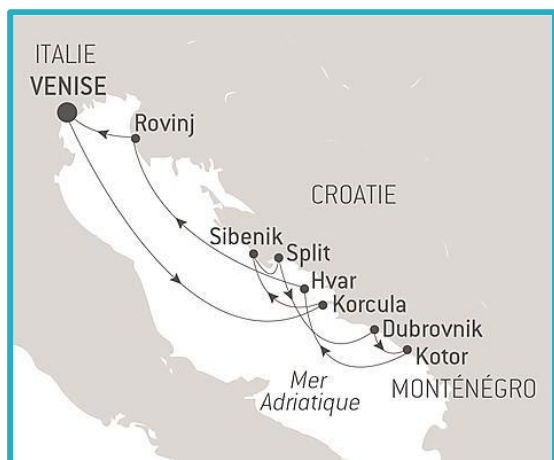 ITALIE
VENISE
Rovinj
CROATIE
Sibenik
Split
Hvar
Korcula
Dubrovnik
Kotor
Mer
Adriatique
MONTÉNÉGRO